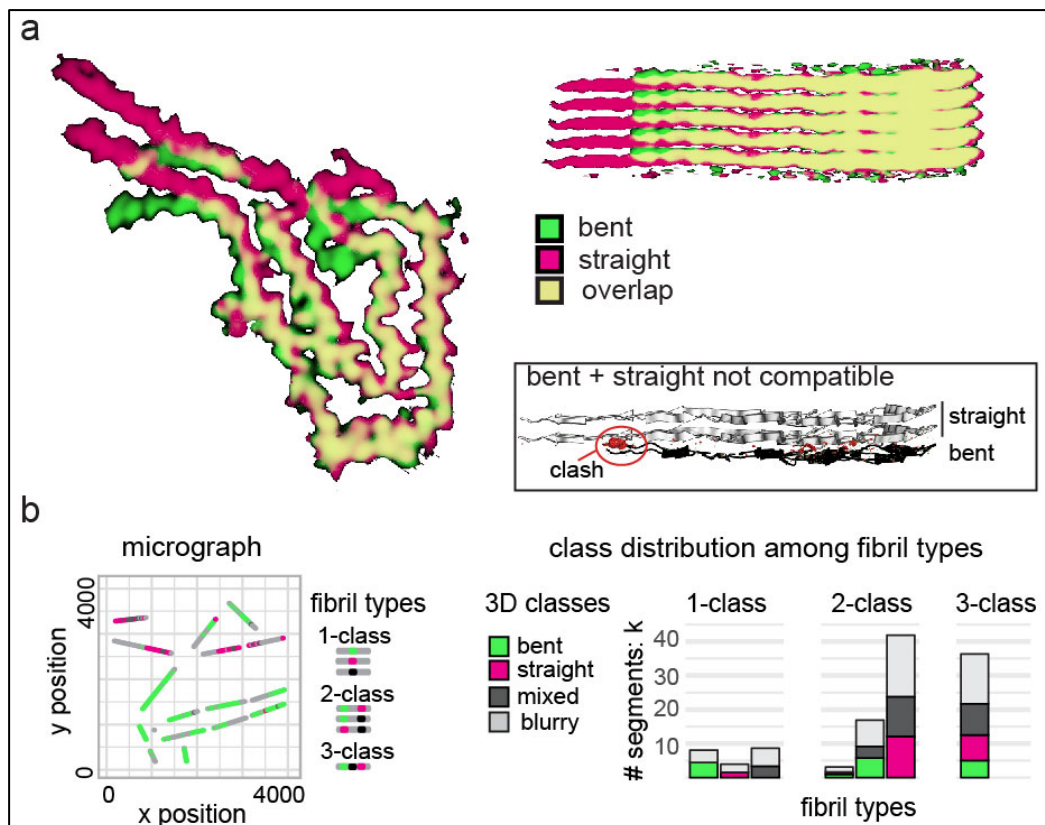 a
bent
straight
overlap
bent + straight not compatible
straight
bent
clash
b
micrograph
4000
y position
0
0
4000
x position
fibril types
1-class
2-class
3-class
class distribution among fibril types
3D classes
bent
straight
mixed
blurry
1-class
2-class
3-class
# segments: k
40
30
20
10
fibril types